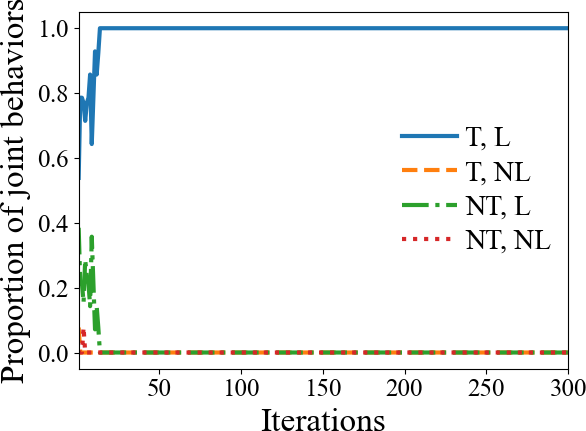 Proportion of joint behaviors
1.0
0.8
0.6
0.4
0.2
0.0
T, L
T, NL
NT, L
NT, NL
50 100 150 200 250 300
Iterations